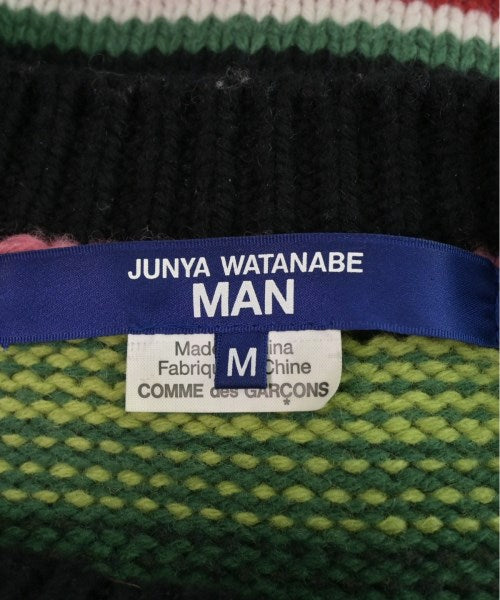 JUNYA WATANABE
MAN
M
Made ina
Fabriqu Chine
COMME des GARÇONS
*